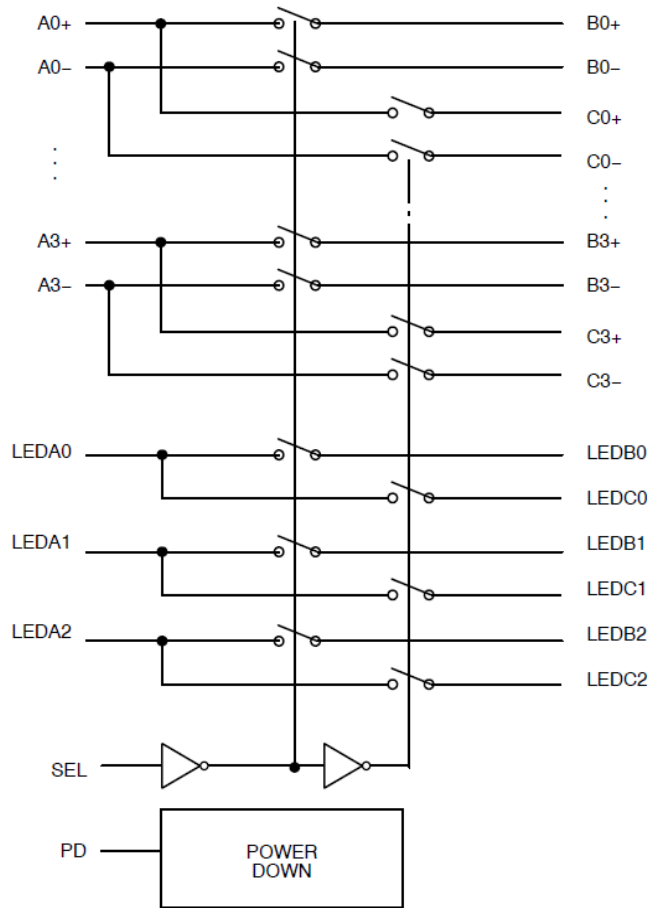 A0+ B0+
A0− B0−
C0+
C0−
A3+ B3+
A3− B3−
C3+
C3−
LEDA0 LEDB0
LEDC0
LEDA1 LEDB1
LEDC1
LEDA2 LEDB2
LEDC2
SEL
PD
POWER
DOWN